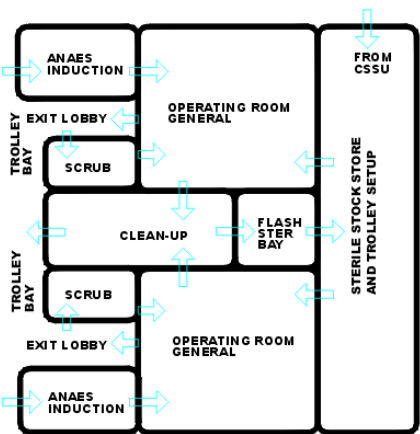 ANAES
INDUCTION
FROM
CSSU
OPERATING ROOM
GENERAL
EXIT LOBBY
TROLLEY
BAY
SCRUB
CLEAN-UP
FLASH
STER
BAY
STERILE STOCK STORE
AND TROLLEY SETUP
TROLLEY
BAY
SCRUB
EXIT LOBBY
OPERATING ROOM
GENERAL
ANAES
INDUCTION